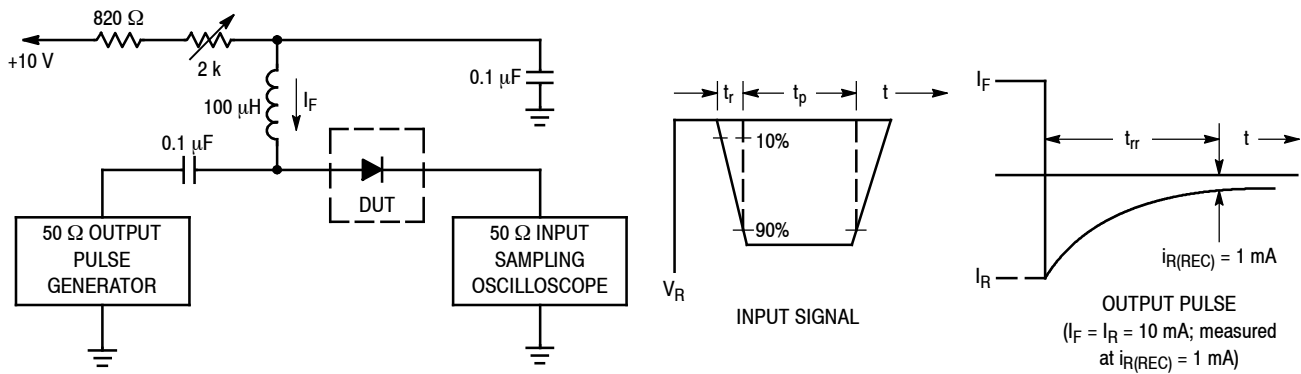 820 Ω
+10 V
2 k
100 μH
I_F
0.1 μF
0.1 μF
DUT
50 Ω OUTPUT
PULSE
GENERATOR
50 Ω INPUT
SAMPLING
OSCILLOSCOPE
t_r
t_p
t
10%
90%
V_R
INPUT SIGNAL
I_F
t_rr
t
I_R
i_R(REC) = 1 mA
OUTPUT PULSE
(I_F = I_R = 10 mA; measured
at i_R(REC) = 1 mA)